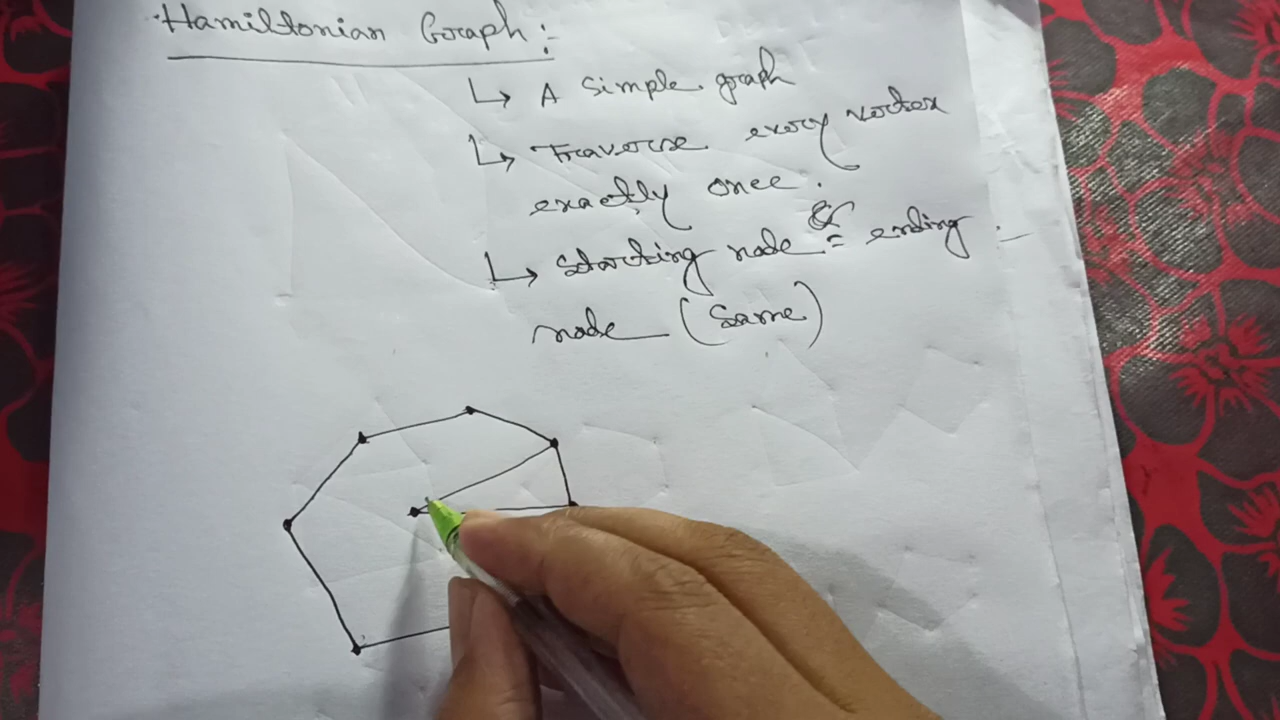 Hamiltonian Graph:-
↳ A simple graph
↳ Traverse every vertex
exactly once.
↳ Starting node & = ending
node (Same)